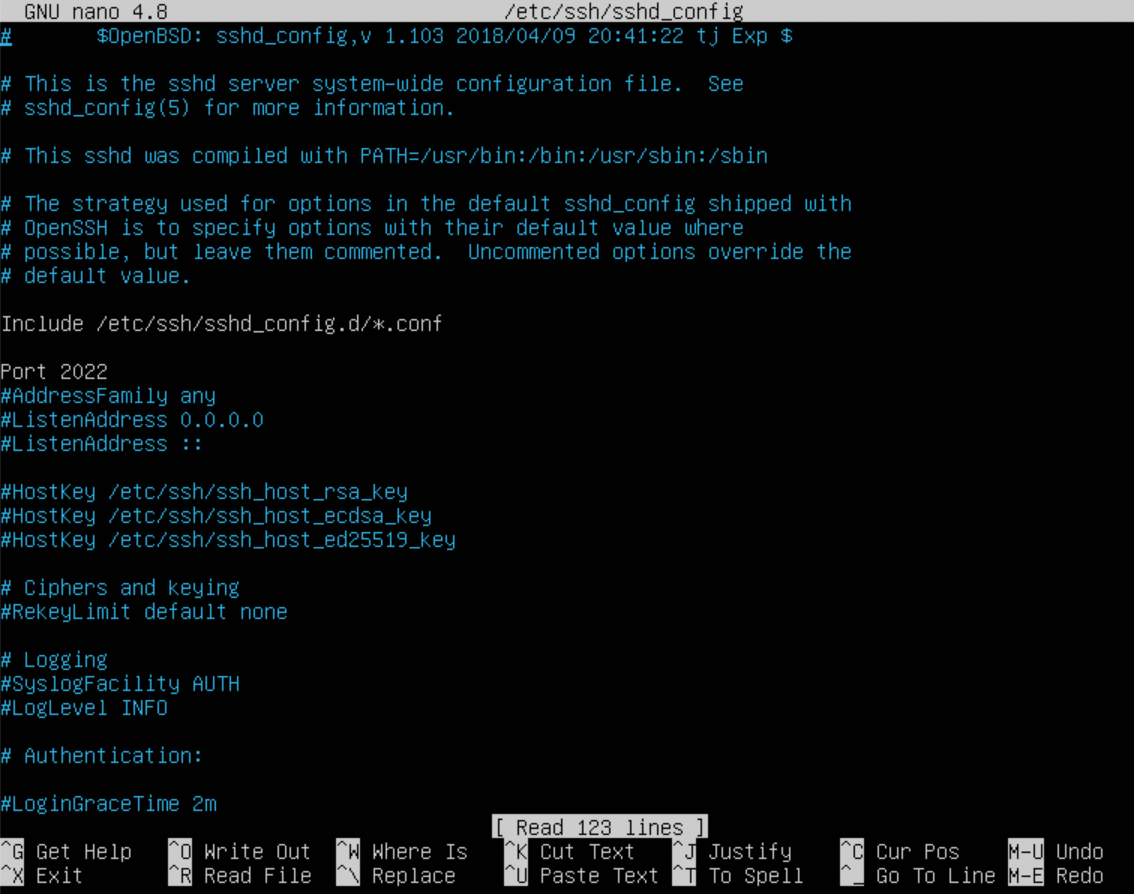 GNU nano 4.8 /etc/ssh/sshd_config
#       $OpenBSD: sshd_config,v 1.103 2018/04/09 20:41:22 tj Exp $
# This is the sshd server system-wide configuration file.  See
# sshd_config(5) for more information.
# This sshd was compiled with PATH=/usr/bin:/bin:/usr/sbin:/sbin
# The strategy used for options in the default sshd_config shipped with
# OpenSSH is to specify options with their default value where
# possible, but leave them commented.  Uncommented options override the
# default value.
Include /etc/ssh/sshd_config.d/*.conf
Port 2022
#AddressFamily any
#ListenAddress 0.0.0.0
#ListenAddress ::
#HostKey /etc/ssh/ssh_host_rsa_key
#HostKey /etc/ssh/ssh_host_ecdsa_key
#HostKey /etc/ssh/ssh_host_ed25519_key
# Ciphers and keying
#RekeyLimit default none
# Logging
#SyslogFacility AUTH
#LogLevel INFO
# Authentication:
#LoginGraceTime 2m
[ Read 123 lines ]
^G Get Help ^O Write Out ^W Where Is ^K Cut Text ^J Justify ^C Cur Pos M-U Undo
^X Exit ^R Read File ^\ Replace ^U Paste Text ^T To Spell ^_ Go To Line M-E Redo